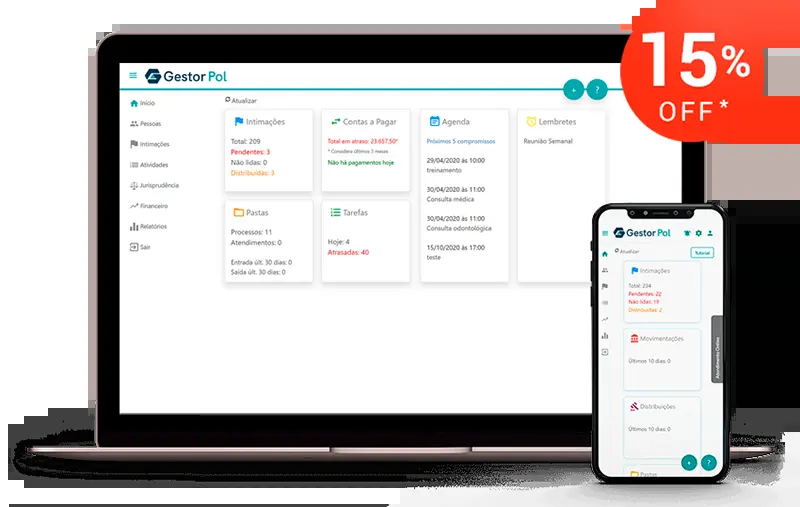 15%
OFF*
Gestor Pol
+
?
Início
Pessoas
Intimações
Atividades
Jurisprudência
Financeiro
Relatórios
Sair
Atualizar
Intimações
Total: 209
Pendentes: 3
Não lidas: 0
Distribuídas: 3
Contas a Pagar
Total em atraso: 23.657,50*
* Considera últimos 3 meses
Não há pagamentos hoje
Agenda
Próximos 5 compromissos
29/04/2020 às 10:00
treinamento
30/04/2020 às 11:00
Consulta médica
30/04/2020 às 11:00
Consulta odontológica
15/10/2020 às 17:00
teste
Lembretes
Reunião Semanal
Pastas
Processos: 11
Atendimentos: 0
Entrada últ. 30 dias: 0
Saída últ. 30 dias: 0
Tarefas
Hoje: 4
Atrasadas: 40
Gestor Pol
Atualizar
Tutorial
Intimações
Total: 234
Pendentes: 22
Não lidas: 19
Distribuídas: 2
Movimentações
Últimos 10 dias: 0
Distribuições
Últimos 10 dias: 0
Pastas
Atendimento Online
+
?